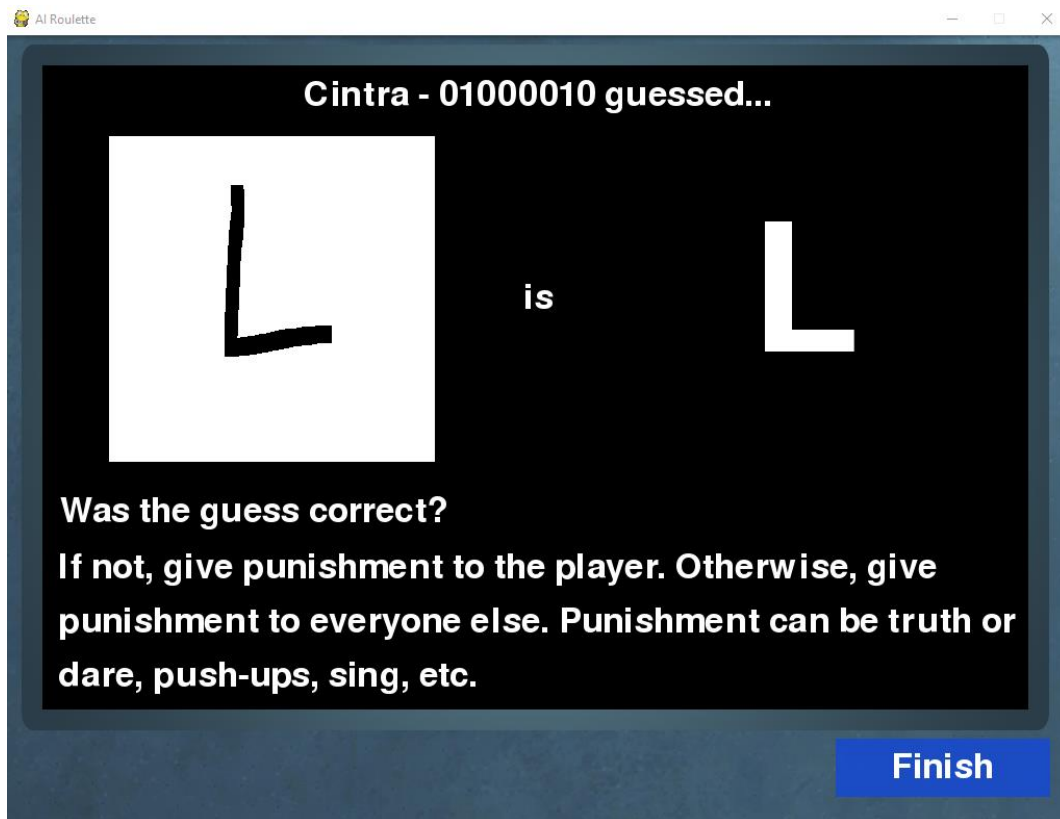 AI Roulette
Cintra - 01000010 guessed...
L is L
Was the guess correct?
If not, give punishment to the player. Otherwise, give
punishment to everyone else. Punishment can be truth or
dare, push-ups, sing, etc.
Finish